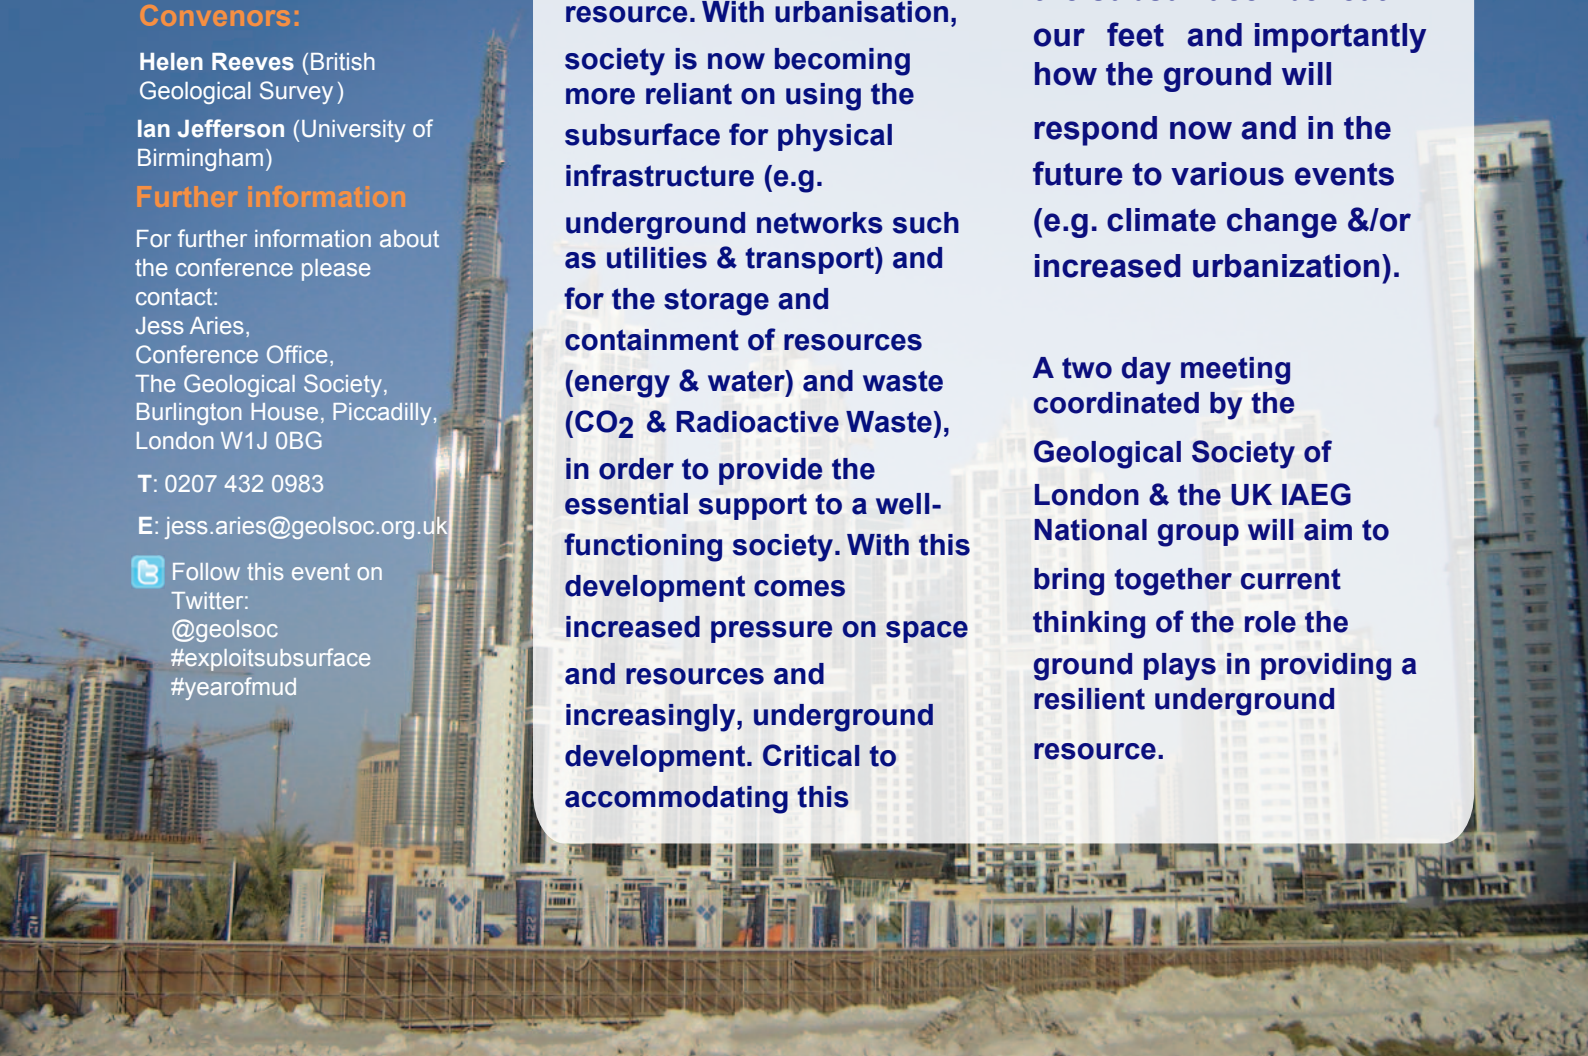 Convenors:
Helen Reeves (British
Geological Survey)
Ian Jefferson (University of
Birmingham)
Further information
For further information about
the conference please
contact:
Jess Aries,
Conference Office,
The Geological Society,
Burlington House, Piccadilly,
London W1J 0BG
T: 0207 432 0983
E: jess.aries@geolsoc.org.uk
Follow this event on
Twitter:
@geolsoc
#exploitsubsurface
#yearofmud
resource. With urbanisation,
society is now becoming
more reliant on using the
subsurface for physical
infrastructure (e.g.
underground networks such
as utilities & transport) and
for the storage and
containment of resources
(energy & water) and waste
(CO2 & Radioactive Waste),
in order to provide the
essential support to a well-
functioning society. With this
development comes
increased pressure on space
and resources and
increasingly, underground
development. Critical to
accommodating this
our feet and importantly
how the ground will
respond now and in the
future to various events
(e.g. climate change &/or
increased urbanization).
A two day meeting
coordinated by the
Geological Society of
London & the UK IAEG
National group will aim to
bring together current
thinking of the role the
ground plays in providing a
resilient underground
resource.